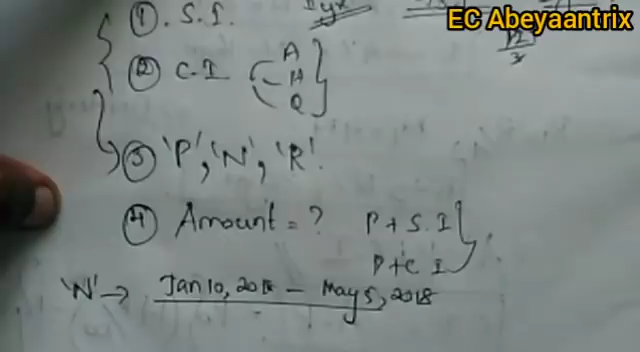 ① . S.I.
EC Abeyaantrix
② C.I
A
H
Q
③ 'P', 'N', 'R'.
④ Amount = ? P + S.I
P+C I
'N' → Jan 10, 2018 - May 5, 2018